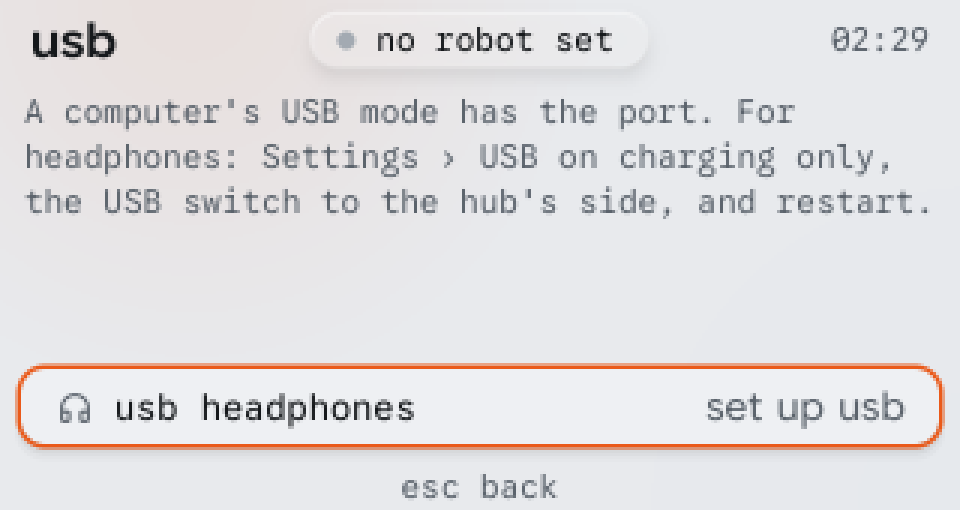 usb
no robot set
02:29
A computer's USB mode has the port. For
headphones: Settings › USB on charging only,
the USB switch to the hub's side, and restart.
usb headphones
set up usb
esc back